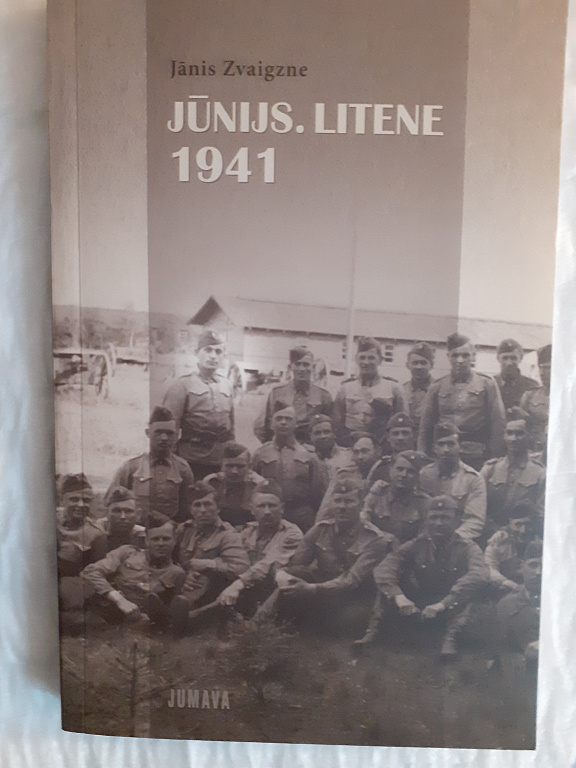 Jānis Zvaigzne
JŪNIJS. LITENE
1941
JUMAVA